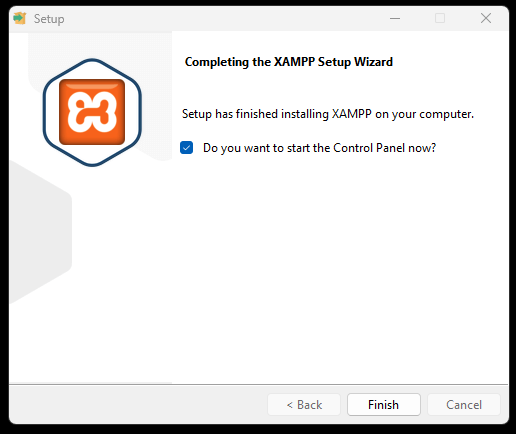 Setup
Completing the XAMPP Setup Wizard
Setup has finished installing XAMPP on your computer.
Do you want to start the Control Panel now?
< Back
Finish
Cancel